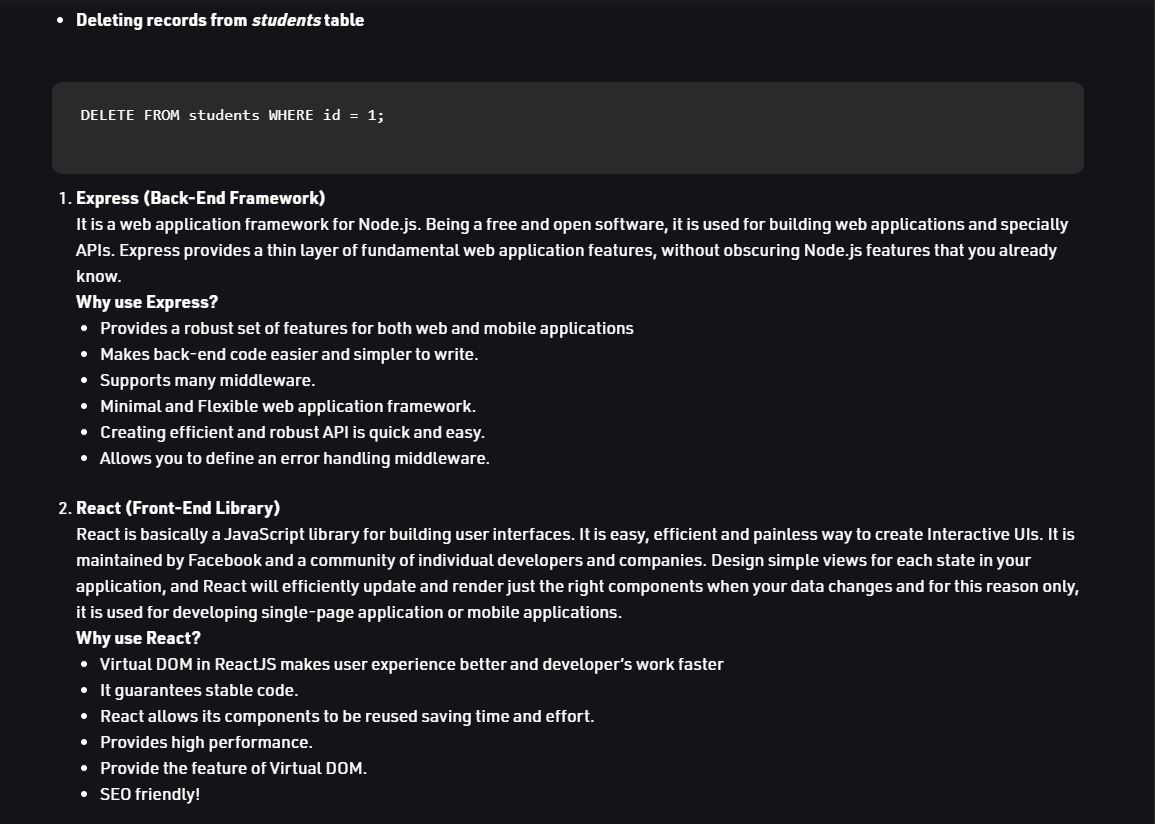 • Deleting records from students table
DELETE FROM students WHERE id = 1;
1. Express (Back-End Framework)
It is a web application framework for Node.js. Being a free and open software, it is used for building web applications and specially
APIs. Express provides a thin layer of fundamental web application features, without obscuring Node.js features that you already
know.
Why use Express?
• Provides a robust set of features for both web and mobile applications
• Makes back-end code easier and simpler to write.
• Supports many middleware.
• Minimal and Flexible web application framework.
• Creating efficient and robust API is quick and easy.
• Allows you to define an error handling middleware.
2. React (Front-End Library)
React is basically a JavaScript library for building user interfaces. It is easy, efficient and painless way to create Interactive UIs. It is
maintained by Facebook and a community of individual developers and companies. Design simple views for each state in your
application, and React will efficiently update and render just the right components when your data changes and for this reason only,
it is used for developing single-page application or mobile applications.
Why use React?
• Virtual DOM in ReactJS makes user experience better and developer's work faster
• It guarantees stable code.
• React allows its components to be reused saving time and effort.
• Provides high performance.
• Provide the feature of Virtual DOM.
• SEO friendly!